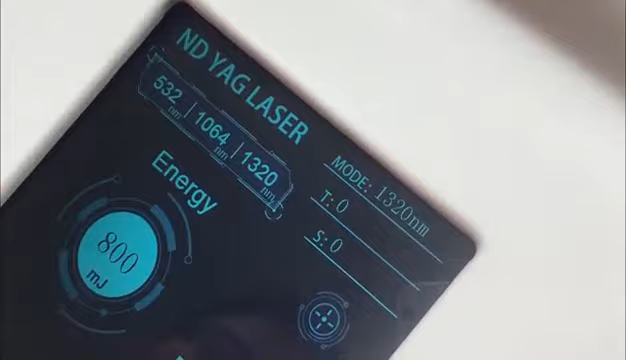 ND YAG LASER
532 nm | 1064 nm | 1320 nm
MODE: 1320nm
T: 0
S: 0
Energy
800
mJ